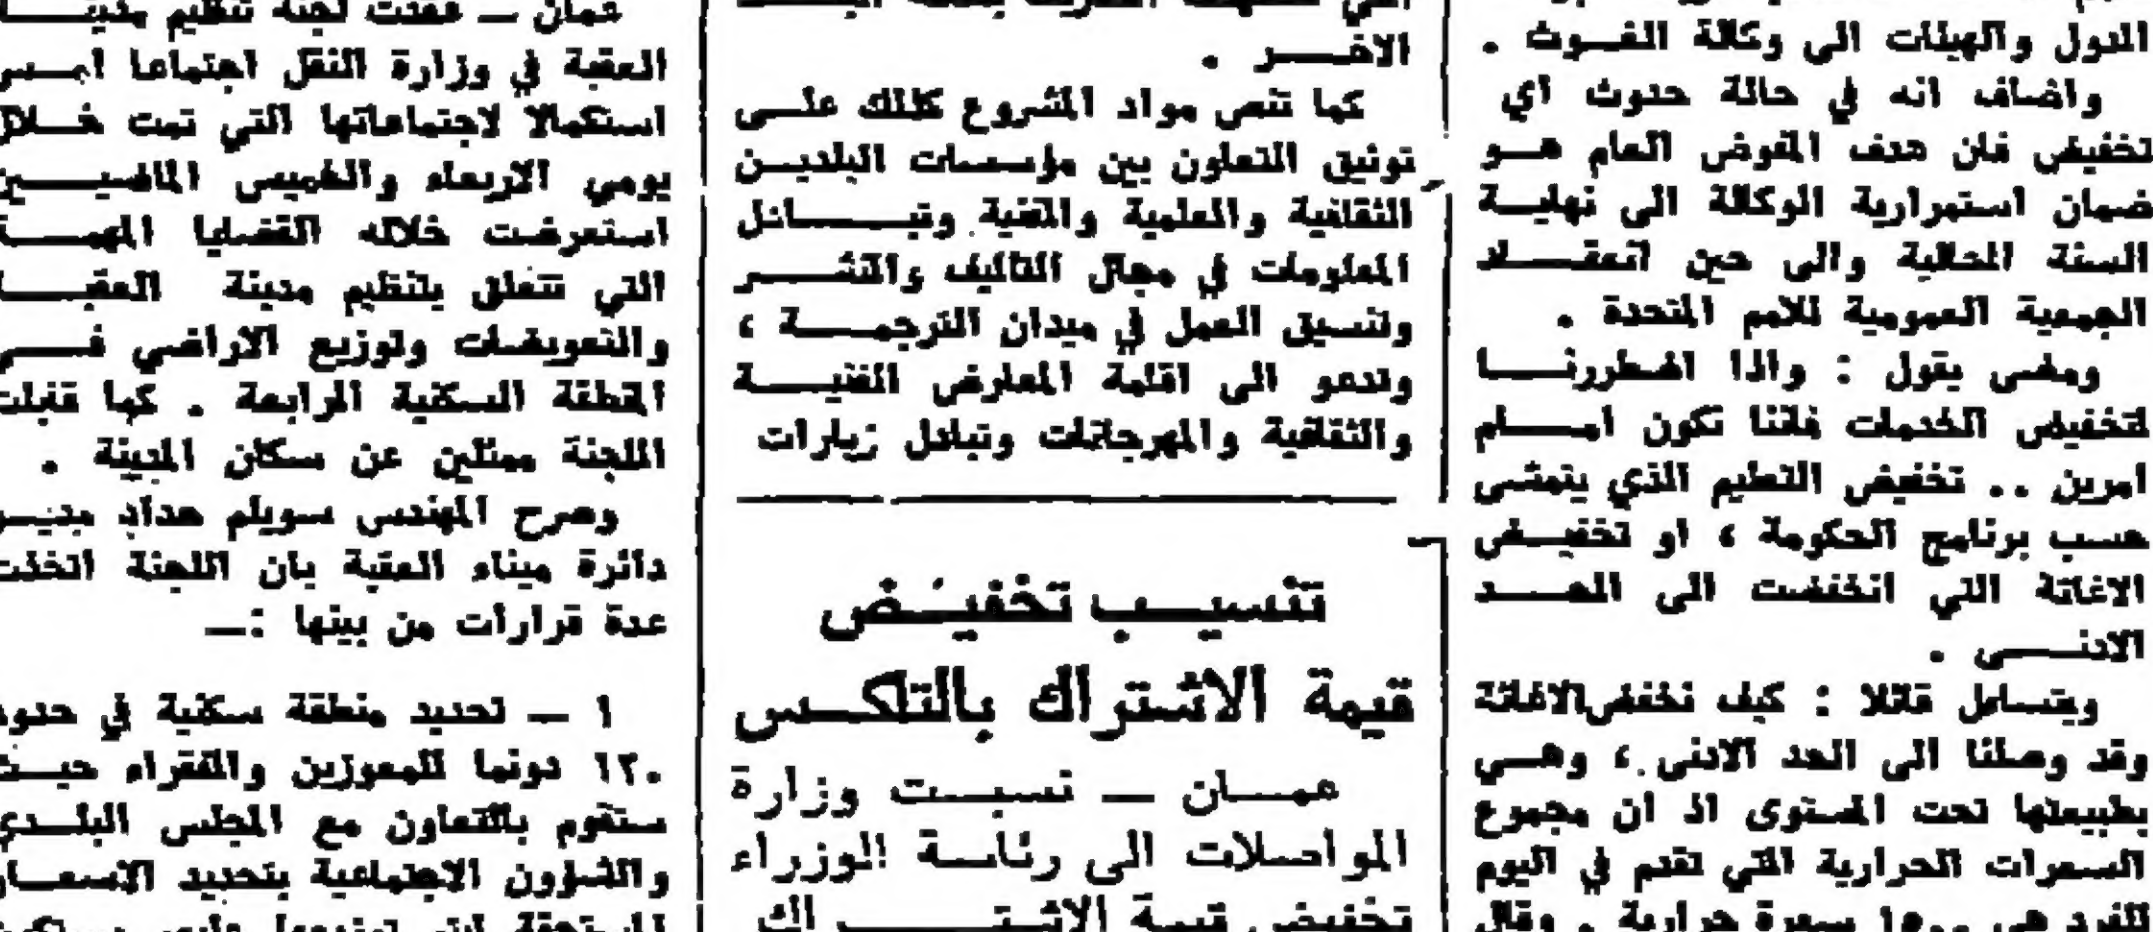 الدول والهيئات الى وكالة الغوث .
واضاف انه في حالة حدوث اي
تخفيض فان هدف المفوض العام هو
ضمان استمرارية الوكالة الى نهاية
السنة الحالية والى حين انعقاد
الجمعية العمومية للامم المتحدة .
ومضى يقول : واذا اضطررنا
لتخفيض الخدمات فاننا نكون امام
امرين .. تخفيض التعليم الذي يتمشى
حسب برنامج الحكومة ، او تخفيض
الاغاثة التي انخفضت الى الحد
الادنى .
ويتساءل قائلا : كيف نخفض الاغاثة
وقد وصلنا الى الحد الادنى ، وهي
بطبيعتها تحت المستوى اذ ان مجموع
السعرات الحرارية التي تقدم في اليوم
للفرد هي ١٥٠٠ سعرة حرارية . وقال
الاخر .
كما تنص مواد المشروع كذلك على
توثيق التعاون بين مؤسسات البلدين
الثقافية والعلمية والفنية وتبادل
المعلومات في مجال التاليف والنشر
وتنسيق العمل في ميدان الترجمة ،
وتدعو الى اقامة المعارض الفنية
والثقافية والمهرجانات وتبادل زيارات
تنسيب تخفيض
قيمة الاشتراك بالتلكس
عمان — نسبت وزارة
المواصلات الى رئاسة الوزراء
تخفيض قيمة الاشتراك
عمان — عقدت لجنة تنظيم مدينة
العقبة في وزارة النقل اجتماعا امس
استكمالا لاجتماعاتها التي تمت خلال
يومي الاربعاء والخميس الماضيين
استعرضت خلاله القضايا المهمة
التي تتعلق بتنظيم مدينة العقبة
والتعويضات وتوزيع الاراضي في
المنطقة السكنية الرابعة . كما قابلت
اللجنة ممثلين عن سكان المدينة .
وصرح المهندس سويلم حداد مدير
دائرة ميناء العقبة بان اللجنة اتخذت
عدة قرارات من بينها :—
١ — تحديد منطقة سكنية في حدود
١٢٠ دونما للمعوزين والفقراء حيث
ستقوم بالتعاون مع المجلس البلدي
والشؤون الاجتماعية بتحديد الاسعار